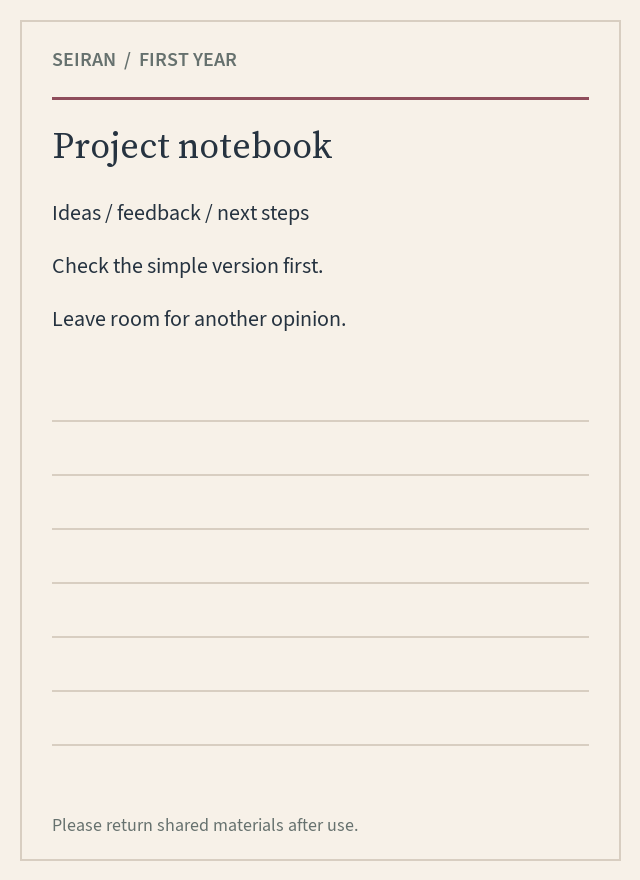 SEIRAN / FIRST YEAR
Project notebook
Ideas / feedback / next steps
Check the simple version first.
Leave room for another opinion.
Please return shared materials after use.